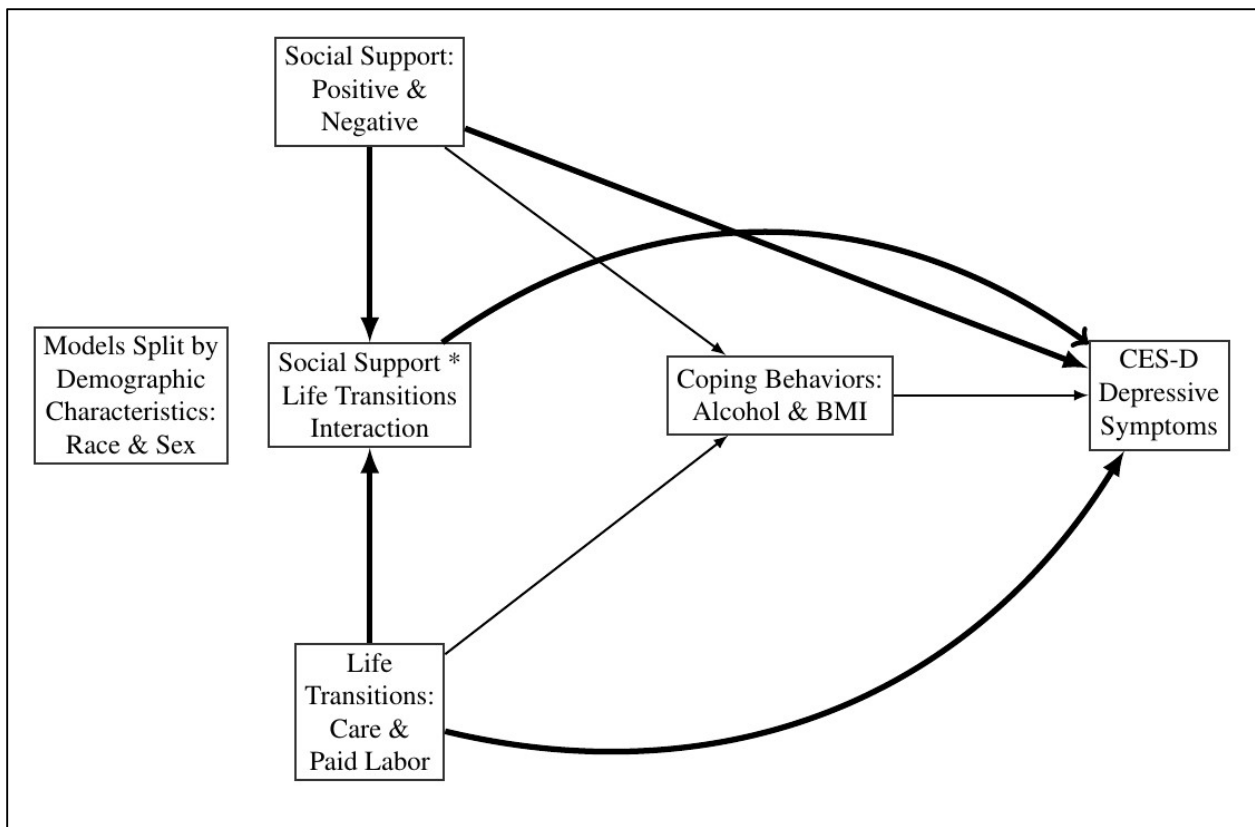 Social Support:
Positive &
Negative
Models Split by
Demographic
Characteristics:
Race & Sex
Social Support *
Life Transitions
Interaction
Coping Behaviors:
Alcohol & BMI
CES-D
Depressive
Symptoms
Life
Transitions:
Care &
Paid Labor